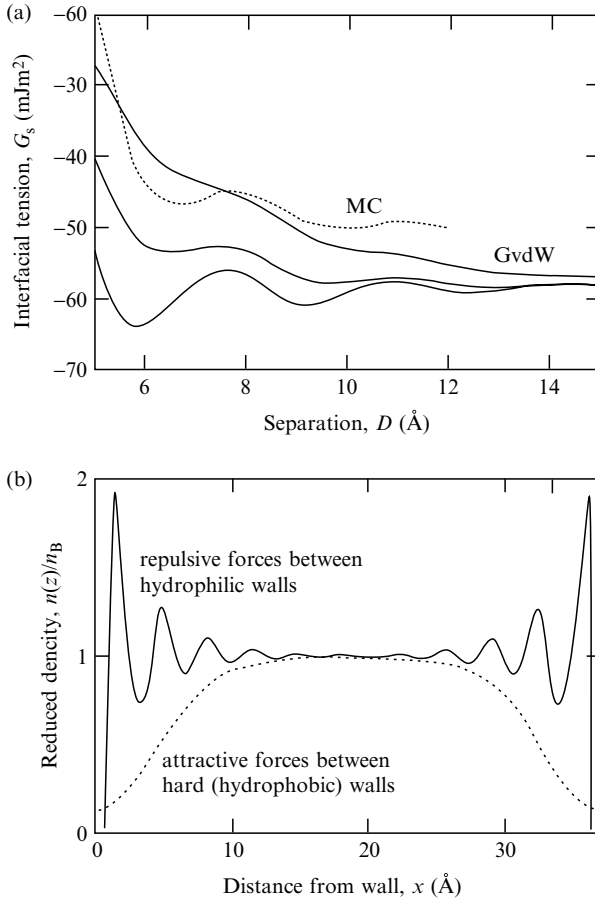 (a)
−60
−30
−40
−50
−60
−70
Interfacial tension, Gs (mJm²)
MC
GvdW
6
8
10
12
14
Separation, D (Å)
(b)
2
1
0
Reduced dencity, n(z)/nB
repulsive forces between
hydrophilic walls
attractive forces between
hard (hydrophobic) walls
0
10
20
30
Distance from wall, x (Å)